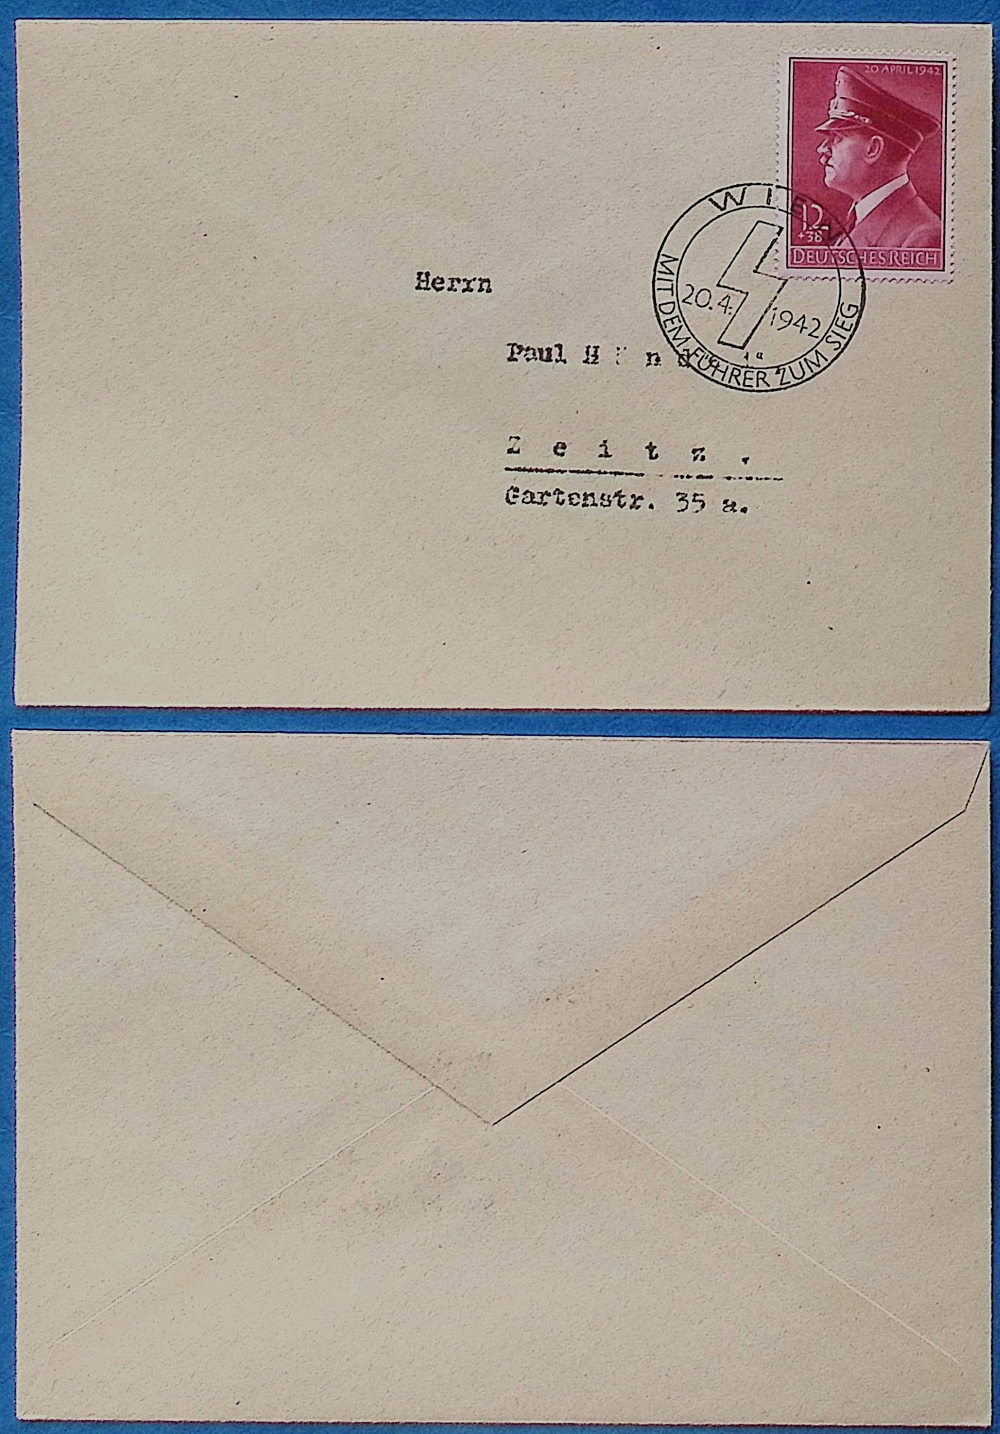 20 APRIL 1942
12
+38
DEUTSCHES REICH
WIEN
20.4. 1942
MIT DEM FÜHRER ZUM SIEG
Herrn
Paul
Z e i t z .
Gartenstr. 35 a.